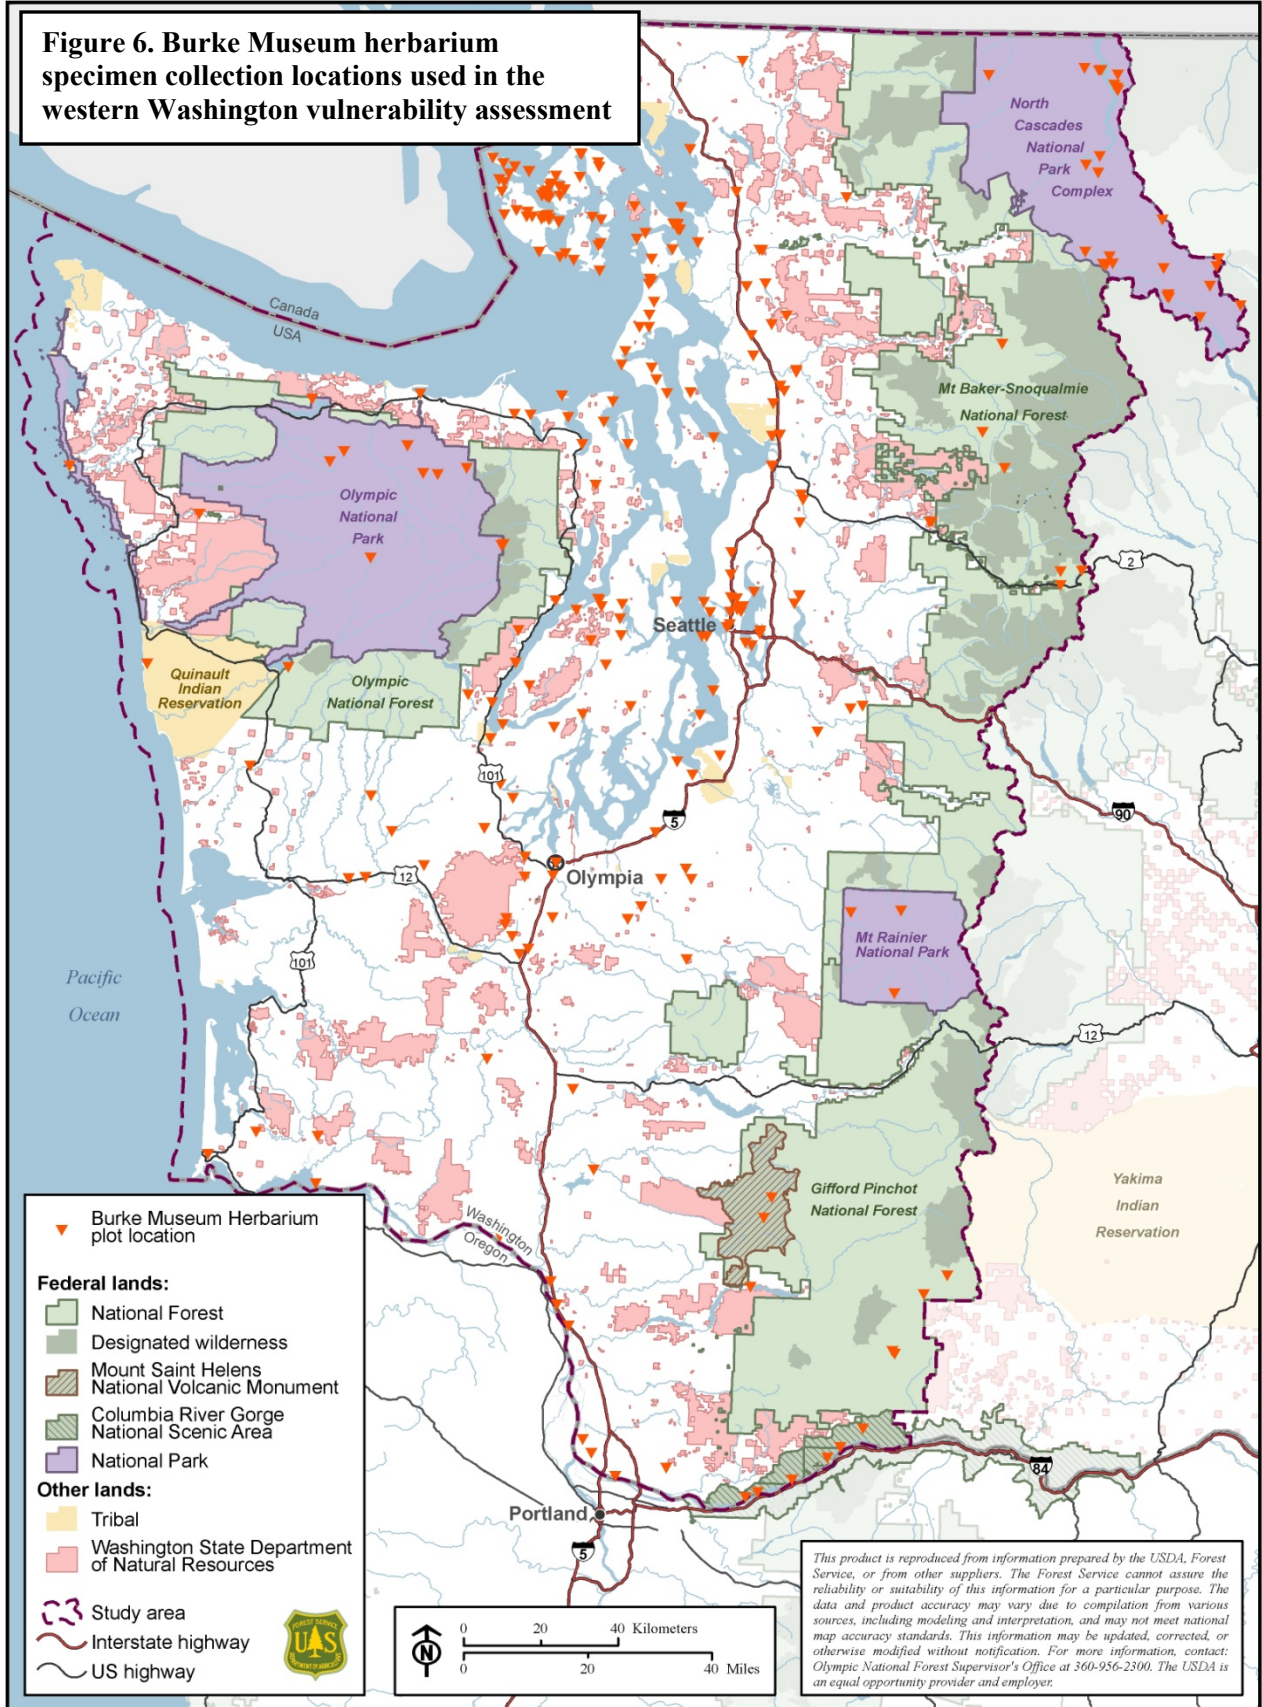 Figure 6. Burke Museum herbarium
specimen collection locations used in the
western Washington vulnerability assessment
North
Cascades
National
Park
Complex
Canada
USA
Mt Baker-Snoqualmie
National Forest
Olympic
National
Park
2
Seattle
Quinault
Indian
Reservation
Olympic
National Forest
101
5
90
12
Olympia
Mt Rainier
National Park
101
Pacific
Ocean
12
Yakima
Indian
Reservation
Gifford Pinchot
National Forest
Washington
Oregon
84
Portland
5
Burke Museum Herbarium
plot location
Federal lands:
National Forest
Designated wilderness
Mount Saint Helens
National Volcanic Monument
Columbia River Gorge
National Scenic Area
National Park
Other lands:
Tribal
Washington State Department
of Natural Resources
Study area
Interstate highway
US highway
FOREST SERVICE
U S
DEPARTMENT OF AGRICULTURE
N
0 20 40 Kilometers
0 20 40 Miles
This product is reproduced from information prepared by the USDA, Forest
Service, or from other suppliers. The Forest Service cannot assure the
reliability or suitability of this information for a particular purpose. The
data and product accuracy may vary due to compilation from various
sources, including modeling and interpretation, and may not meet national
map accuracy standards. This information may be updated, corrected, or
otherwise modified without notification. For more information, contact:
Olympic National Forest Supervisor's Office at 360-956-2300. The USDA is
an equal opportunity provider and employer.